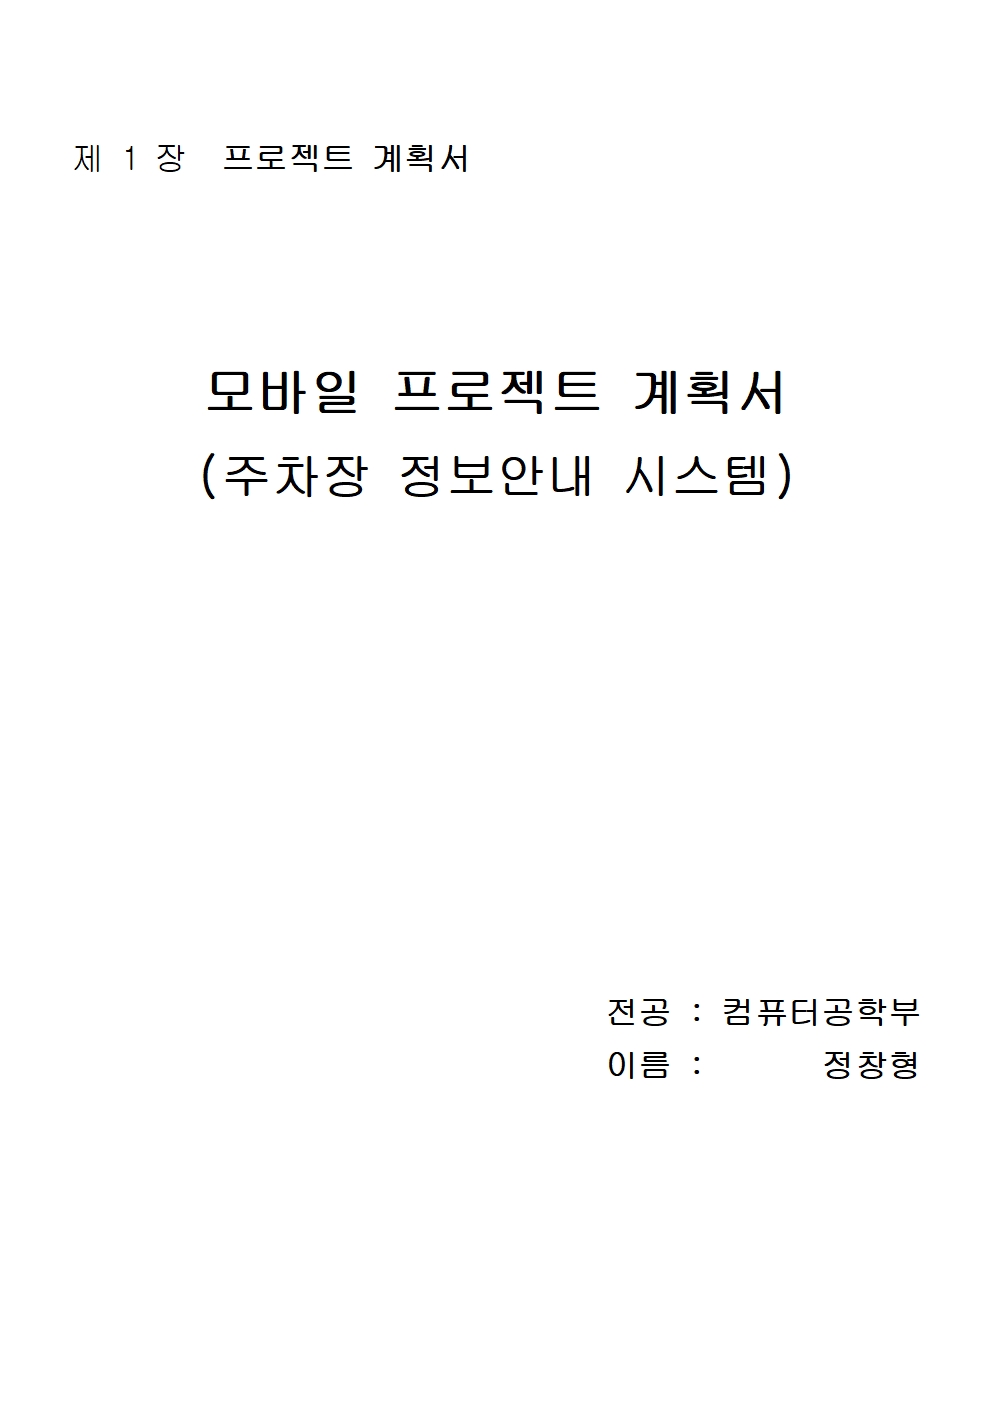 제 1 장 프로젝트 계획서
모바일 프로젝트 계획서
(주차장 정보안내 시스템)
전공 : 컴퓨터공학부
이름 : 정창형